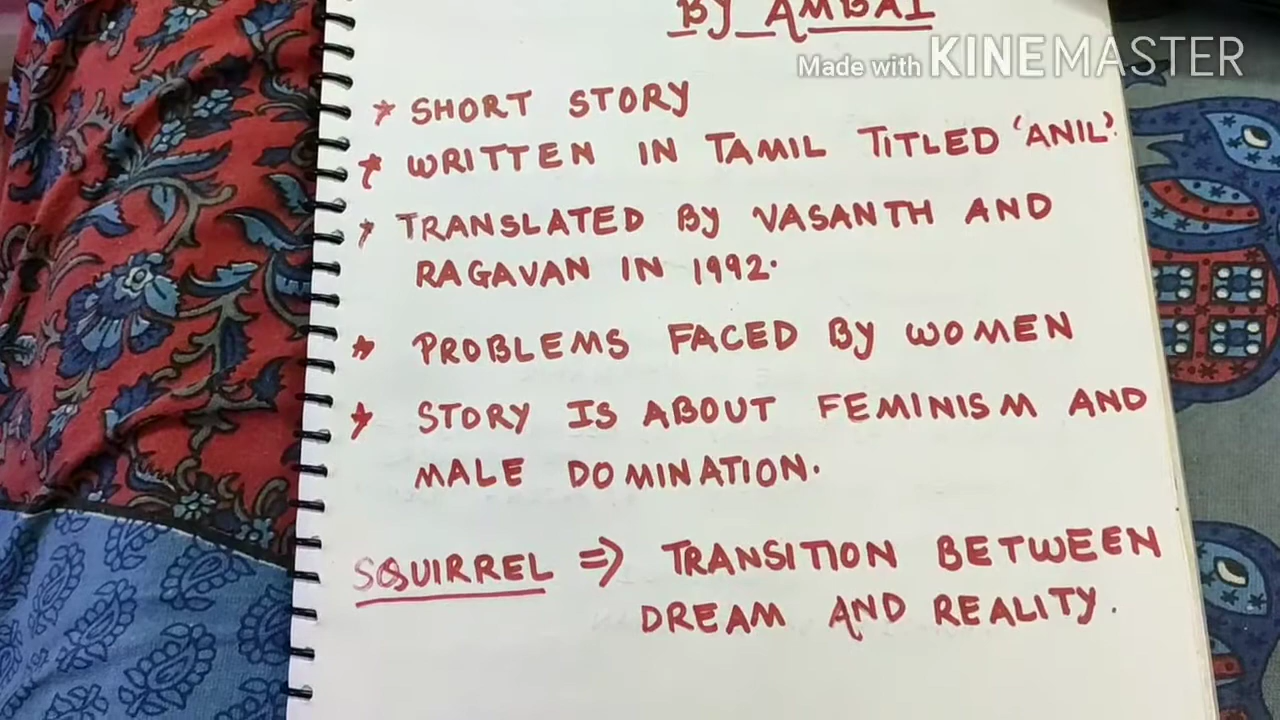 BY AMBAI
Made with KINEMASTER
* SHORT STORY
* WRITTEN IN TAMIL TITLED 'ANIL'.
* TRANSLATED BY VASANTH AND
RAGAVAN IN 1992.
* PROBLEMS FACED BY WOMEN
* STORY IS ABOUT FEMINISM AND
MALE DOMINATION.
SQUIRREL => TRANSITION BETWEEN
DREAM AND REALITY.